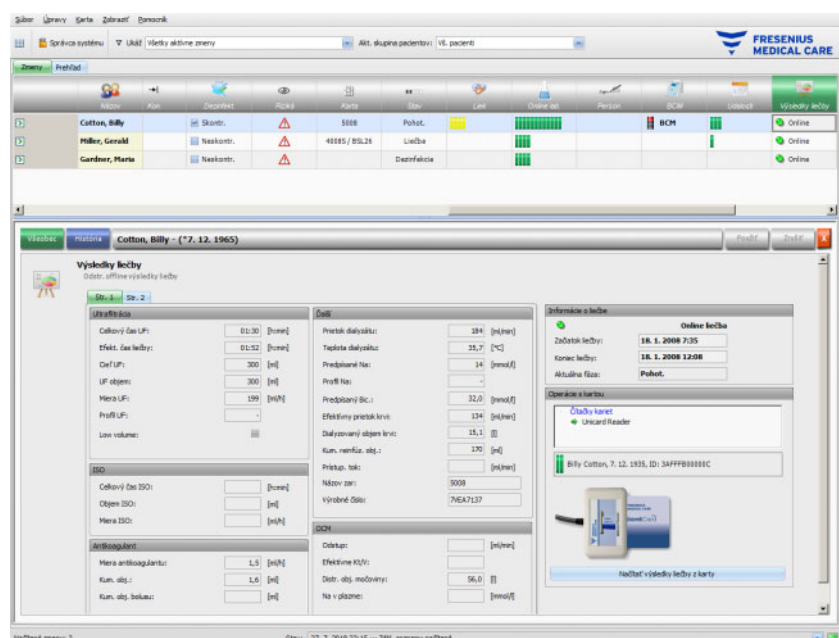 Súbor Úpravy Karta Zobraziť Pomocník
Správca systému Ukáž Všetky aktívne zmeny Akt. skupina pacientov: Vš. pacienti
FRESENIUS
MEDICAL CARE
Zmeny Prehľad
Názov Kon. Dezinfekt Riziká Karta Stav Liek Online lab. Person BCM Udalosti Výsledky liečby
Cotton, Billy Skontr. 5008 Pohot. BCM Online
Miller, Gerald Neskontr. 4008S / BSL26 Liečba Online
Gardner, Maria Neskontr. Dezinfekcia Online
Všeobec História Cotton, Billy - (*7. 12. 1965) Použiť Zrušiť X
Výsledky liečby
Odstr. offline výsledky liečby
Str. 1 Str. 2
Ultrafiltrácia
Celkový čas UF: 01:30 [h:min]
Efekt. čas liečby: 01:52 [h:min]
Cieľ UF: 300 [ml]
UF objem: 300 [ml]
Miera UF: 199 [ml/h]
Profil UF: -
Low volume:
ISO
Celkový čas ISO: [h:min]
Objem ISO: [ml]
Miera ISO: [ml/h]
Antikoagulant
Miera antikoagulantu: 1,5 [ml/h]
Kum. obj.: 1,6 [ml]
Kum. obj. bolusu: [ml]
Ďalší
Prietok dialyzátu: 184 [ml/min]
Teplota dialyzátu: 35,7 [°C]
Predpísané Na: 14 [mmol/l]
Profil Na: -
Predpísaný Bic.: 32,0 [mmol/l]
Efektívny prietok krvi: 134 [ml/min]
Dialyzovaný objem krvi: 15,1 [l]
Kum. reinfúz. obj.: 170 [ml]
Prístup. tok: [ml/min]
Názov zar: 5008
Výrobné číslo: 7VEA7137
OCM
Odstup: [ml/min]
Efektívne Kt/V:
Distr. obj. močoviny: 56,0 [l]
Na v plazme: [mmol/l]
Informácie o liečbe
Online liečba
Začiatok liečby: 18. 1. 2008 7:35
Koniec liečby: 18. 1. 2008 12:08
Aktuálna fáza: Pohot.
Operácie s kartou
Čítačky kariet
Unicard Reader
Billy Cotton, 7. 12. 1935, ID: 3AFFFB00000C
FRESENIUS
MEDICAL CARE
Načítať výsledky liečby z karty